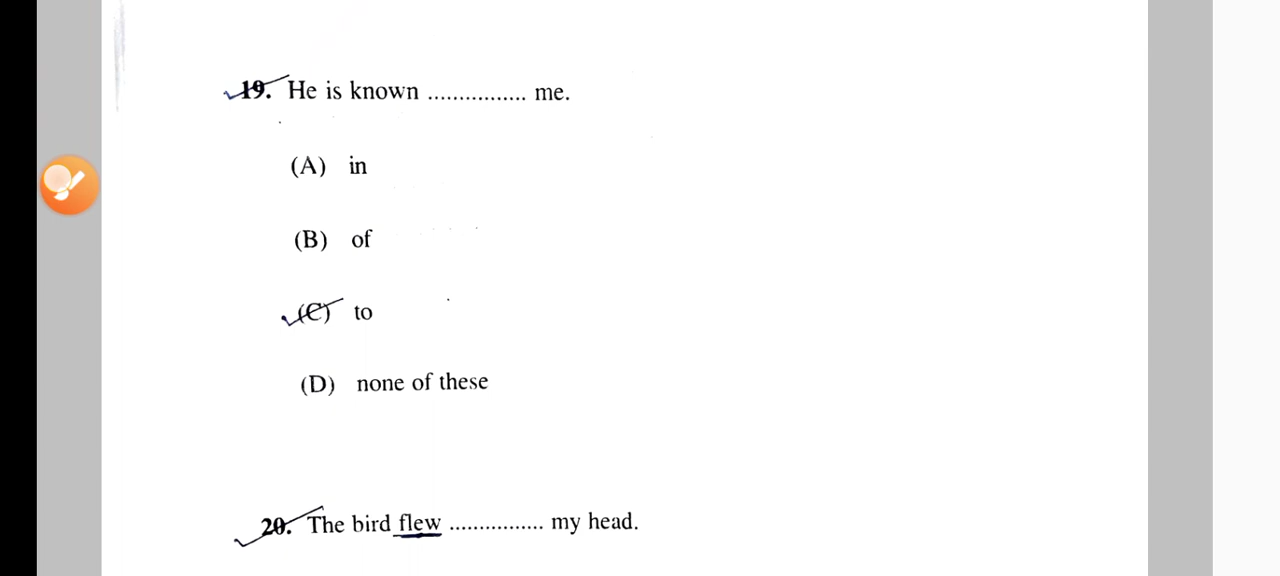 19. He is known ................ me.
(A) in
(B) of
(C) to
(D) none of these
20. The bird flew ................ my head.